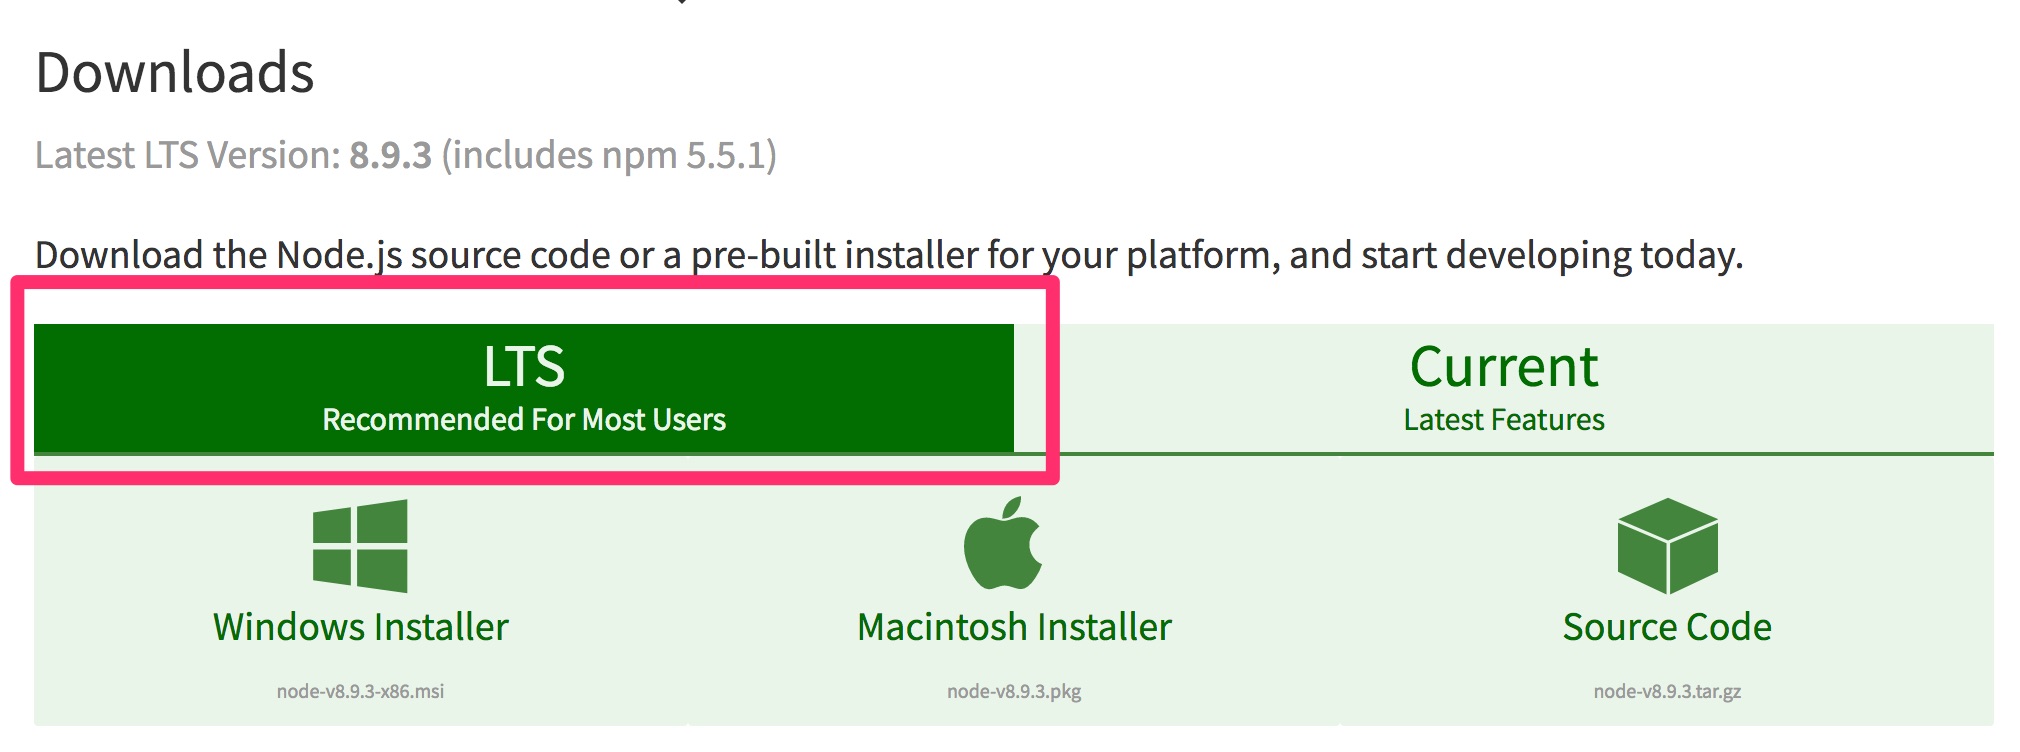 Downloads
Latest LTS Version: 8.9.3 (includes npm 5.5.1)
Download the Node.js source code or a pre-built installer for your platform, and start developing today.
LTS
Recommended For Most Users
Current
Latest Features
Windows Installer
node-v8.9.3-x86.msi
Macintosh Installer
node-v8.9.3.pkg
Source Code
node-v8.9.3.tar.gz